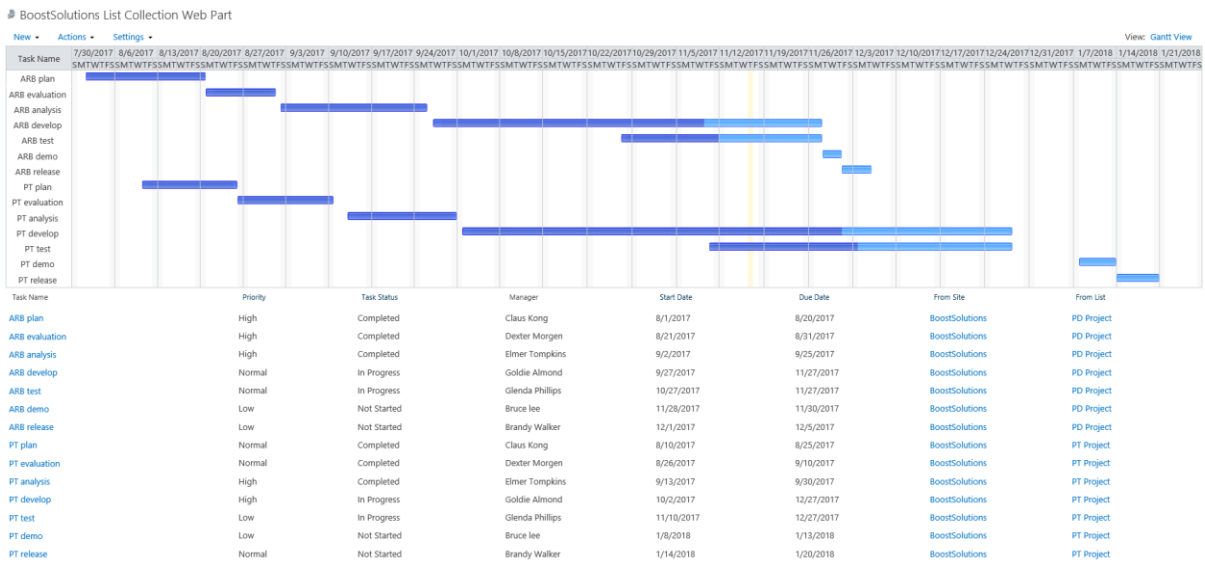 BoostSolutions List Collection Web Part
New Actions Settings View: Gantt View
7/30/2017 8/6/2017 8/13/2017 8/20/2017 8/27/2017 9/3/2017 9/10/2017 9/17/2017 9/24/2017 10/1/2017 10/8/2017 10/15/2017 10/22/2017 10/29/2017 11/5/2017 11/12/2017 11/19/2017 11/26/2017 12/3/2017 12/10/2017 12/17/2017 12/24/2017 12/31/2017 1/7/2018 1/14/2018 1/21/2018
Task Name
SMTWTFSSMTWTFSSMTWTFSSMTWTFSSMTWTFSSMTWTFSSMTWTFSSMTWTFSSMTWTFSSMTWTFSSMTWTFSSMTWTFSSMTWTFSSMTWTFSSMTWTFSSMTWTFSSMTWTFSSMTWTFSSMTWTFSSMTWTFSSMTWTFSSMTWTFSSMTWTFSSMTWTFSSMTWTFSSMTWTFS
ARB plan
ARB evaluation
ARB analysis
ARB develop
ARB test
ARB demo
ARB release
PT plan
PT evaluation
PT analysis
PT develop
PT test
PT demo
PT release
Task Name Priority Task Status Manager Start Date Due Date From Site From List
ARB plan High Completed Claus Kong 8/1/2017 8/20/2017 BoostSolutions PD Project
ARB evaluation High Completed Dexter Morgen 8/21/2017 8/31/2017 BoostSolutions PD Project
ARB analysis High Completed Elmer Tompkins 9/2/2017 9/25/2017 BoostSolutions PD Project
ARB develop Normal In Progress Goldie Almond 9/27/2017 11/27/2017 BoostSolutions PD Project
ARB test Normal In Progress Glenda Phillips 10/27/2017 11/27/2017 BoostSolutions PD Project
ARB demo Low Not Started Bruce lee 11/28/2017 11/30/2017 BoostSolutions PD Project
ARB release Low Not Started Brandy Walker 12/1/2017 12/5/2017 BoostSolutions PD Project
PT plan Normal Completed Claus Kong 8/10/2017 8/25/2017 BoostSolutions PT Project
PT evaluation Normal Completed Dexter Morgen 8/26/2017 9/10/2017 BoostSolutions PT Project
PT analysis High Completed Elmer Tompkins 9/13/2017 9/30/2017 BoostSolutions PT Project
PT develop High In Progress Goldie Almond 10/2/2017 12/27/2017 BoostSolutions PT Project
PT test Low In Progress Glenda Phillips 11/10/2017 12/27/2017 BoostSolutions PT Project
PT demo Low Not Started Bruce lee 1/8/2018 1/13/2018 BoostSolutions PT Project
PT release Normal Not Started Brandy Walker 1/14/2018 1/20/2018 BoostSolutions PT Project